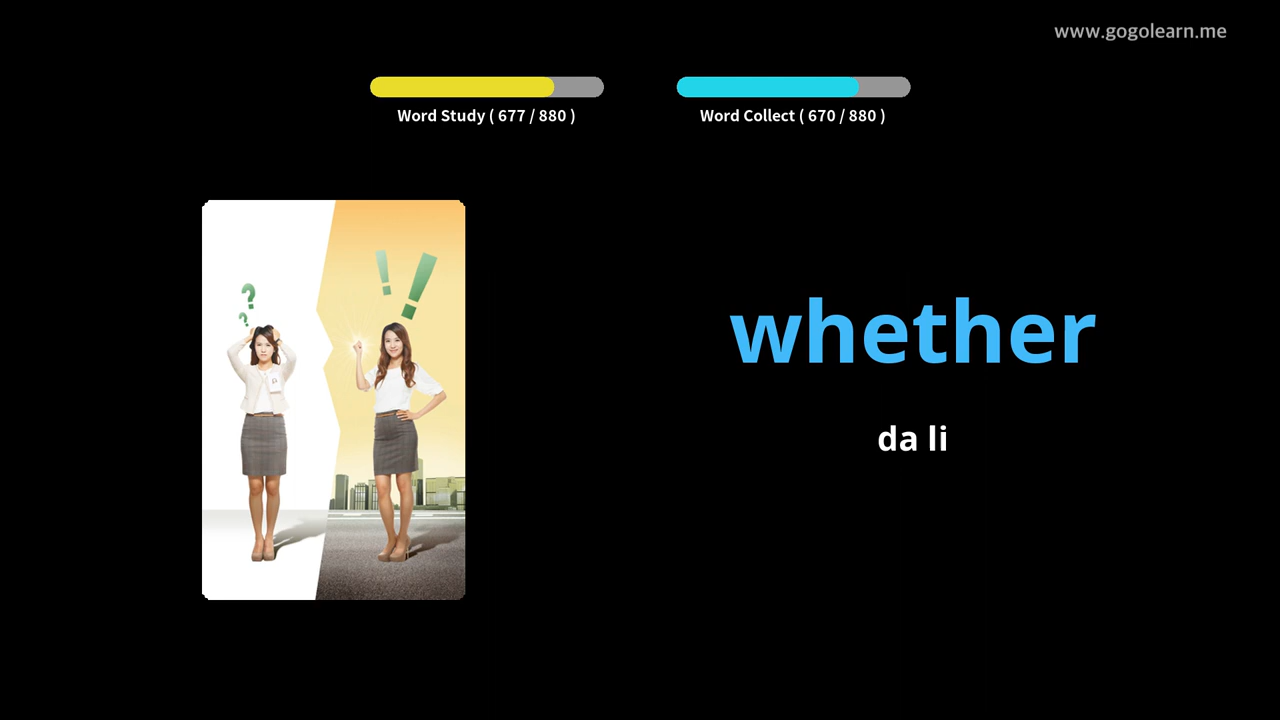 www.gogolearn.me
Word Study ( 677 / 880 )
Word Collect ( 670 / 880 )
? ?
! !
whether
da li